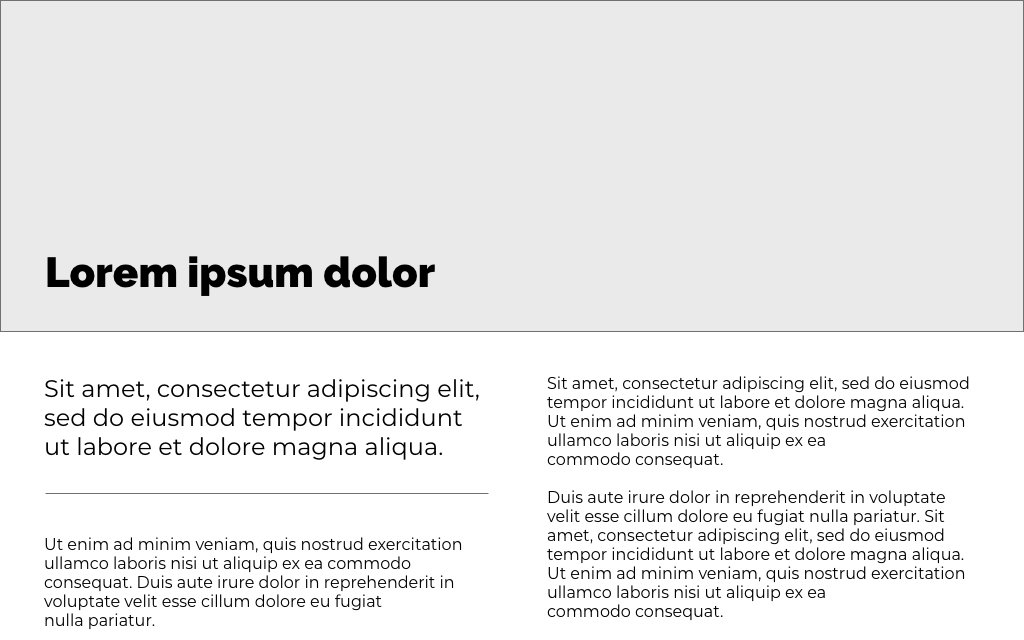 Lorem ipsum dolor
Sit amet, consectetur adipiscing elit,
sed do eiusmod tempor incididunt
ut labore et dolore magna aliqua.
Ut enim ad minim veniam, quis nostrud exercitation
ullamco laboris nisi ut aliquip ex ea commodo
consequat. Duis aute irure dolor in reprehenderit in
voluptate velit esse cillum dolore eu fugiat
nulla pariatur.
Sit amet, consectetur adipiscing elit, sed do eiusmod
tempor incididunt ut labore et dolore magna aliqua.
Ut enim ad minim veniam, quis nostrud exercitation
ullamco laboris nisi ut aliquip ex ea
commodo consequat.
Duis aute irure dolor in reprehenderit in voluptate
velit esse cillum dolore eu fugiat nulla pariatur. Sit
amet, consectetur adipiscing elit, sed do eiusmod
tempor incididunt ut labore et dolore magna aliqua.
Ut enim ad minim veniam, quis nostrud exercitation
ullamco laboris nisi ut aliquip ex ea
commodo consequat.